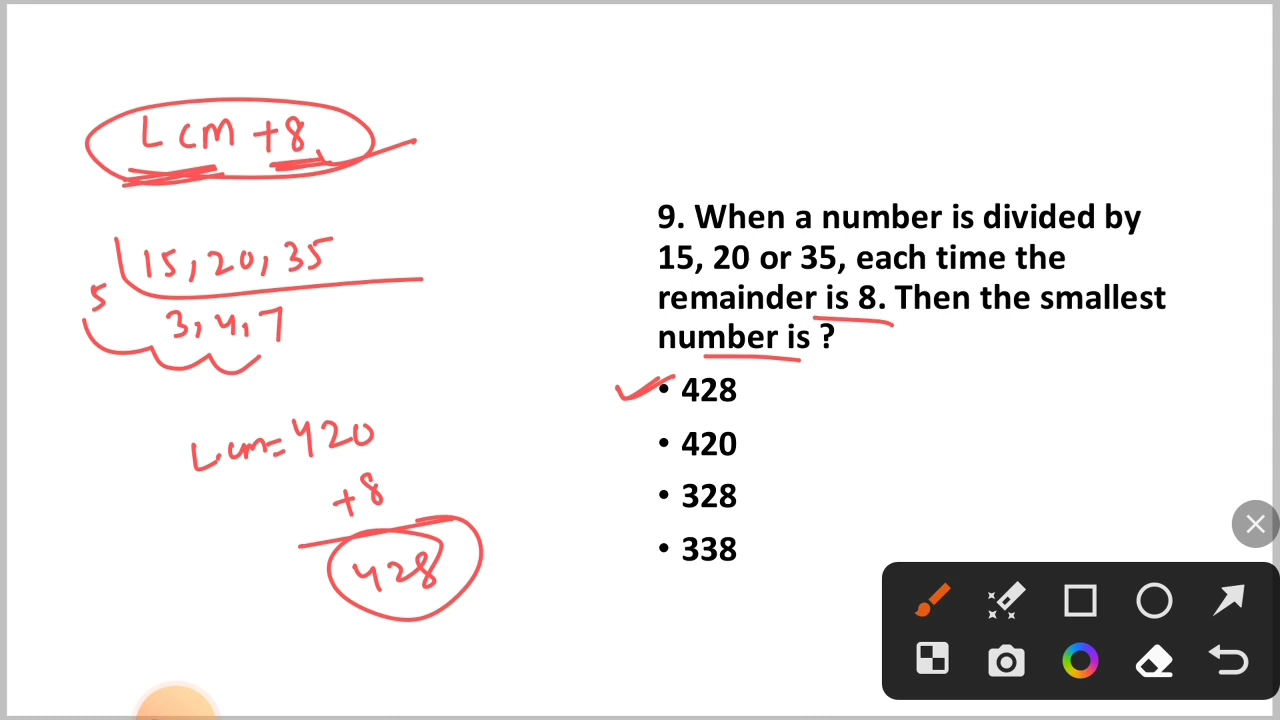 LCM +8
15, 20, 35
5
3, 4, 7
Lcm=420
+8
428
9. When a number is divided by
15, 20 or 35, each time the
remainder is 8. Then the smallest
number is ?
• 428
• 420
• 328
• 338